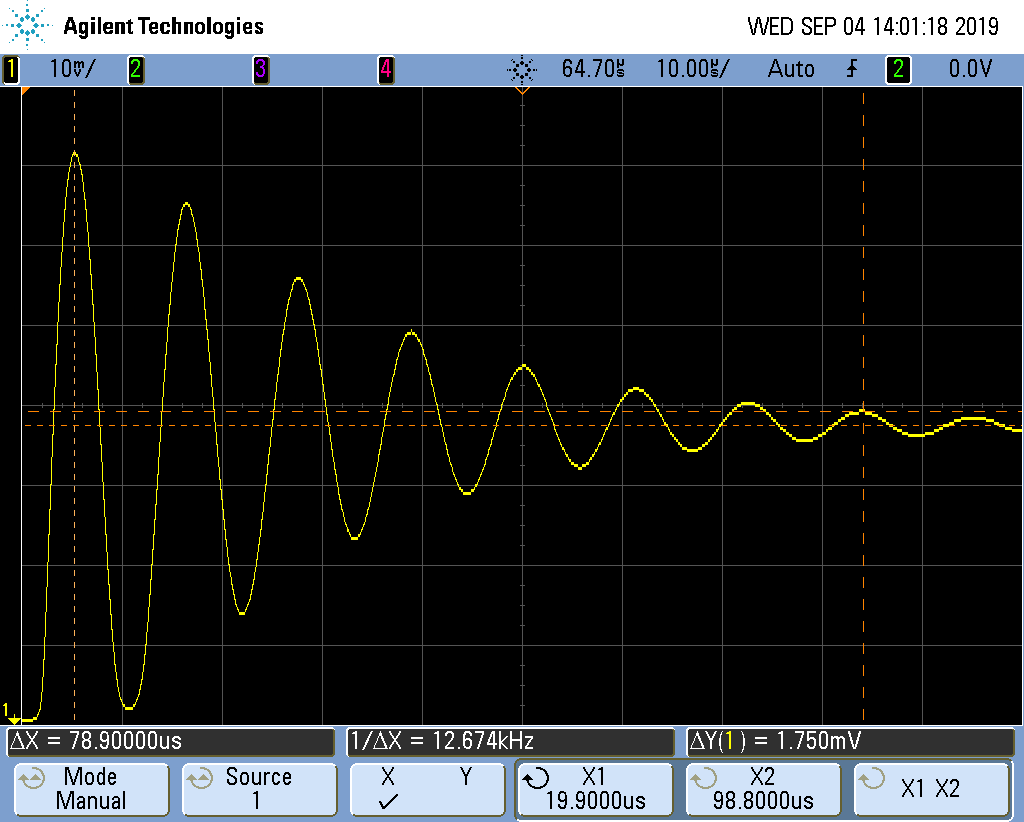 Agilent Technologies WED SEP 04 14:01:18 2019
1 10mV/ 2 3 4 64.70µs 10.00µs/ Auto 2 0.0V
1
ΔX = 78.90000us 1/ΔX = 12.674kHz ΔY(1) = 1.750mV
Mode Source X Y X1 X2 X1 X2
Manual 1 19.9000us 98.8000us